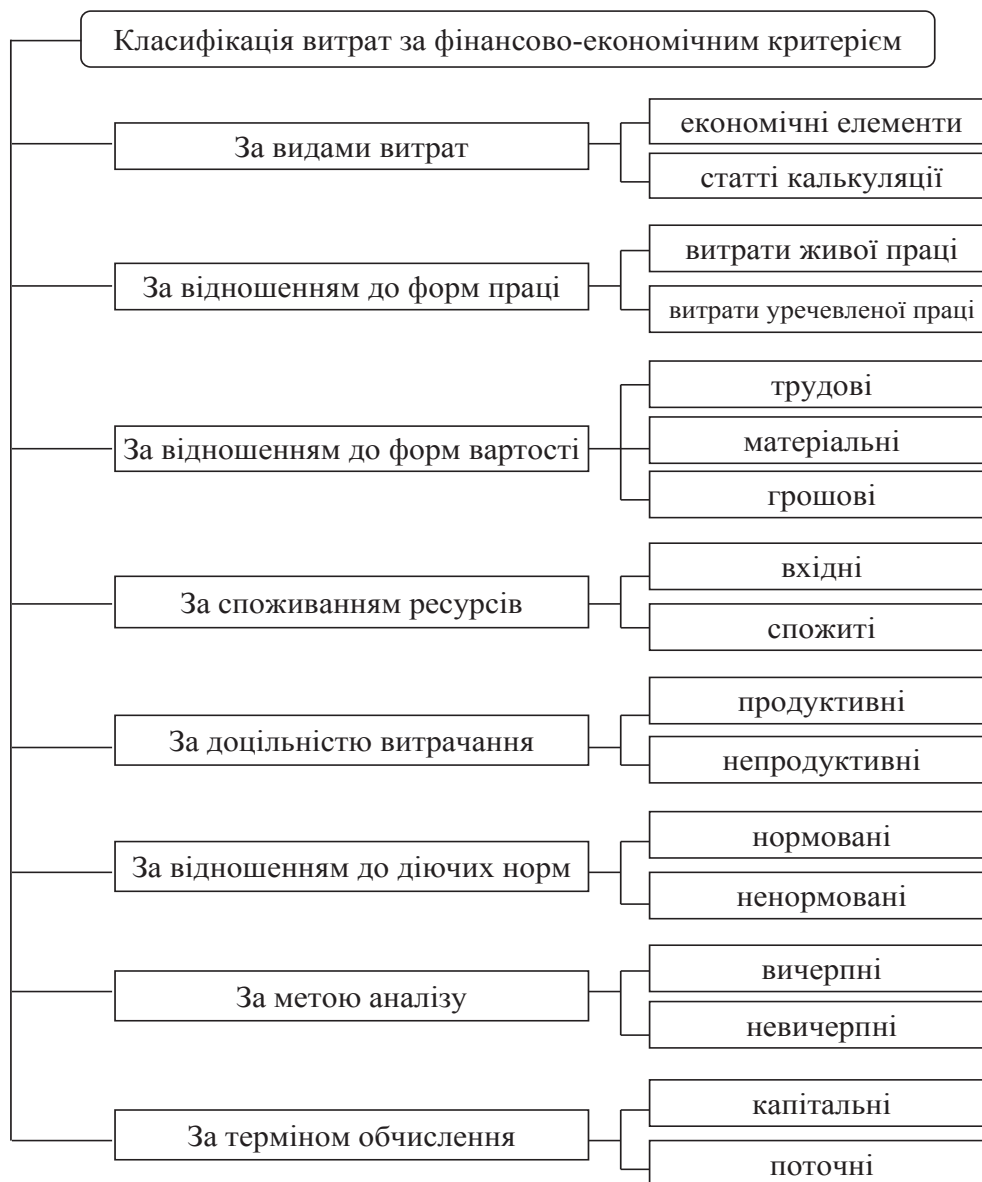 Класифікація витрат за фінансово-економічним критерієм
За видами витрат
економічні елементи
статті калькуляції
За відношенням до форм праці
витрати живої праці
витрати уречевленої праці
За відношенням до форм вартості
трудові
матеріальні
грошові
За споживанням ресурсів
вхідні
спожиті
За доцільністю витрачання
продуктивні
непродуктивні
За відношенням до діючих норм
нормовані
ненормовані
За метою аналізу
вичерпні
невичерпні
За терміном обчислення
капітальні
поточні